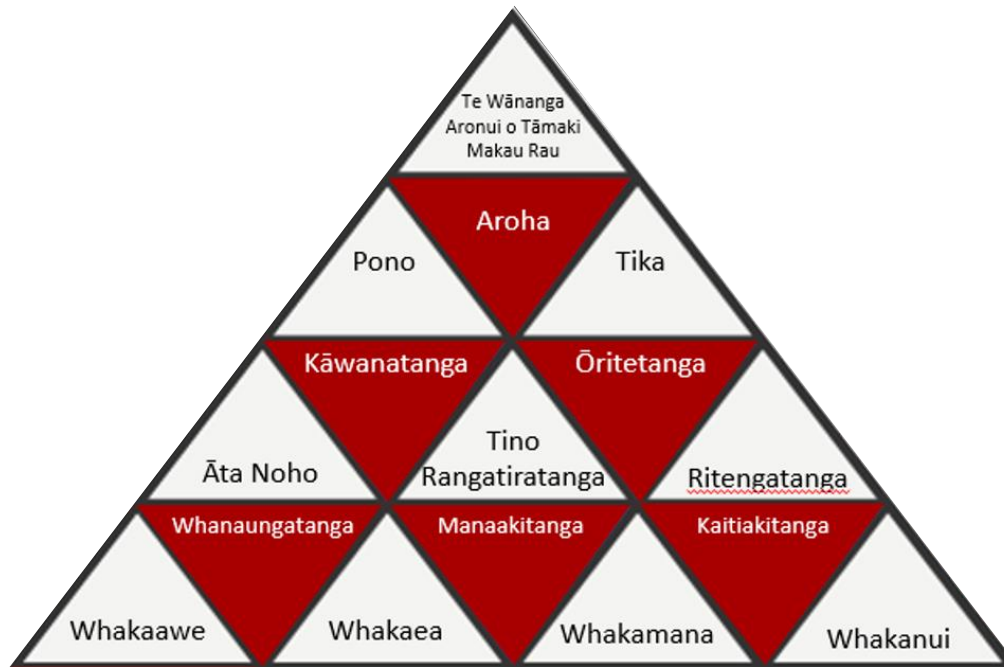 Te Wānanga
Aronui o Tāmaki
Makau Rau
Aroha
Pono
Tika
Kāwanatanga
Ōritetanga
Tino
Rangatiratanga
Āta Noho
Ritengatanga
Whanaungatanga
Manaakitanga
Kaitiakitanga
Whakaawe
Whakaea
Whakamana
Whakanui